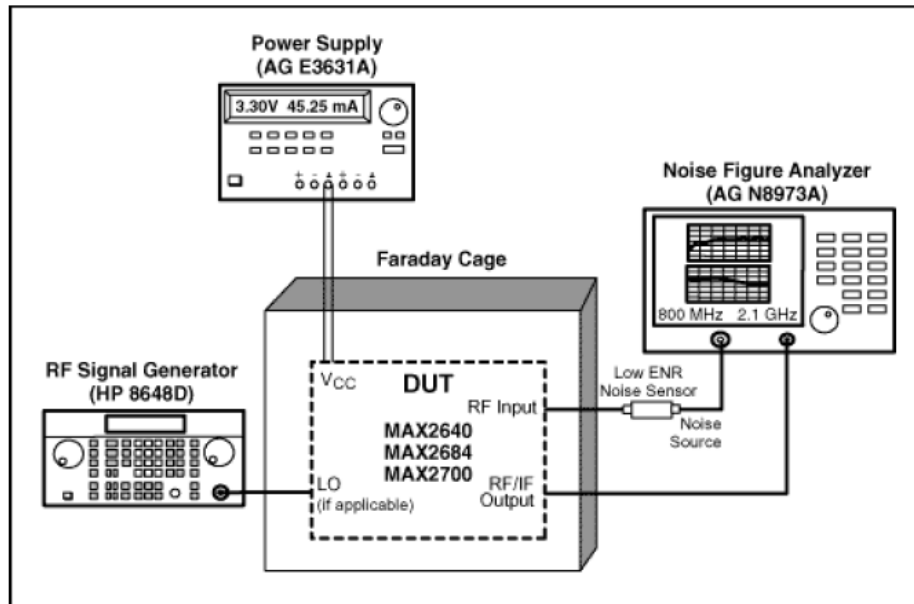 Power Supply
(AG E3631A)
3.30V 45.25 mA
+ - ▲ + - ▲
Noise Figure Analyzer
(AG N8973A)
800 MHz 2.1 GHz
Faraday Cage
RF Signal Generator
(HP 8648D)
VCC
DUT
RF Input
Low ENR
Noise Sensor
Noise
Source
MAX2640
MAX2684
MAX2700
LO
(if applicable)
RF/IF
Output